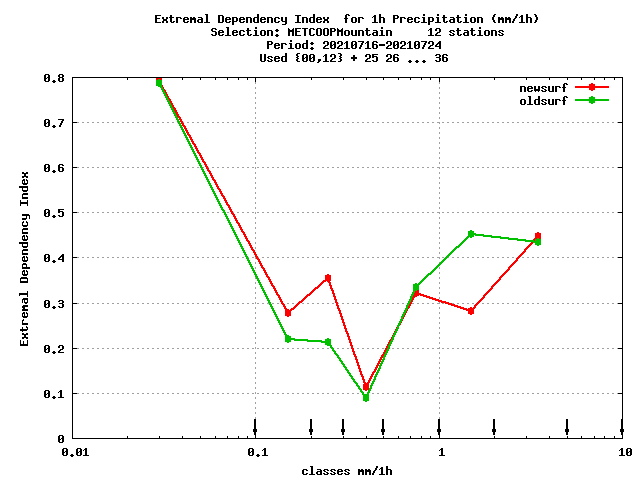 Extremal Dependency Index  for 1h Precipitation (mm/1h)
Selection: METCOOPMountain     12 stations
Period: 20210716-20210724
Used {00,12} + 25 26 ... 36
newsurf
oldsurf
Extremal Dependency Index
0.8
0.7
0.6
0.5
0.4
0.3
0.2
0.1
0
0.01 0.1 1 10
classes mm/1h